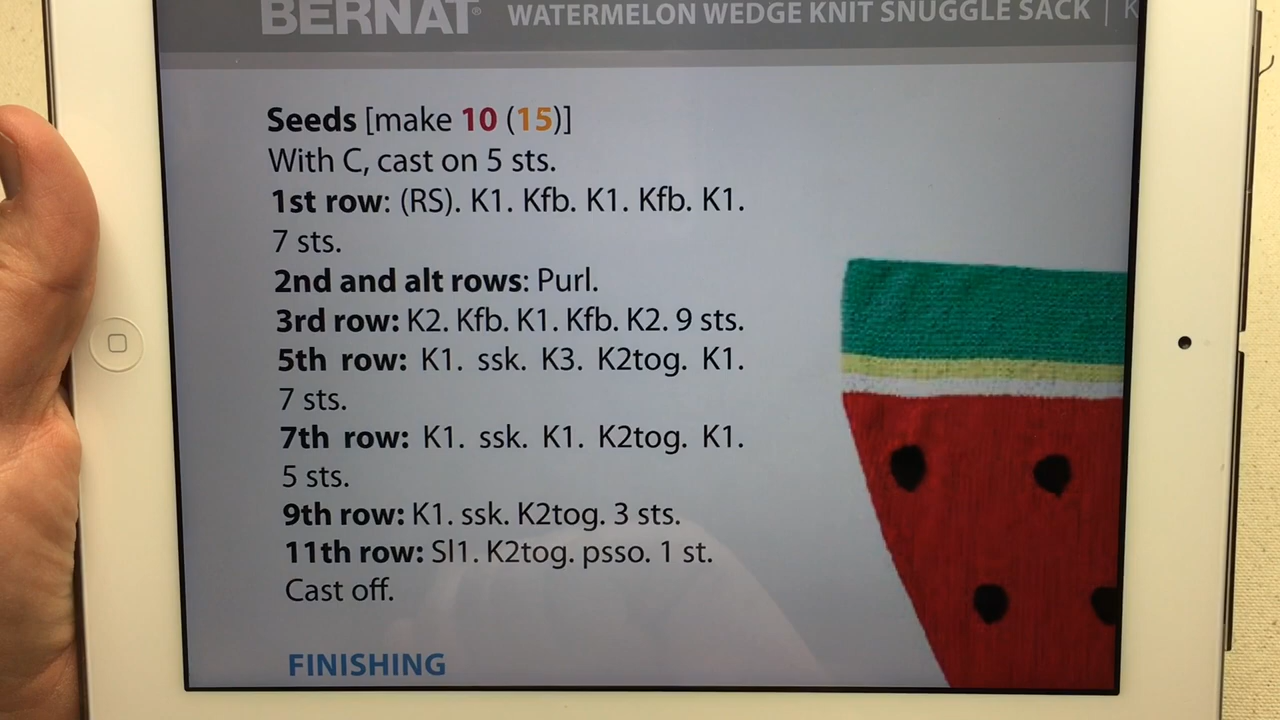 BERNAT® WATERMELON WEDGE KNIT SNUGGLE SACK | K
Seeds [make 10 (15)]
With C, cast on 5 sts.
1st row: (RS). K1. Kfb. K1. Kfb. K1.
7 sts.
2nd and alt rows: Purl.
3rd row: K2. Kfb. K1. Kfb. K2. 9 sts.
5th row: K1. ssk. K3. K2tog. K1.
7 sts.
7th row: K1. ssk. K1. K2tog. K1.
5 sts.
9th row: K1. ssk. K2tog. 3 sts.
11th row: Sl1. K2tog. psso. 1 st.
Cast off.
FINISHING